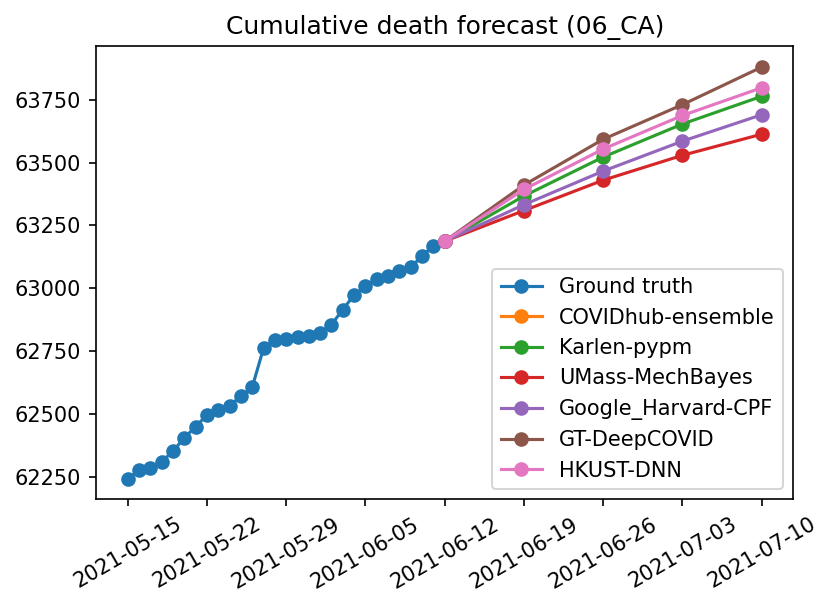 Cumulative death forecast (06_CA)
63750
63500
63250
63000
62750
62500
62250
Ground truth
COVIDhub-ensemble
Karlen-pypm
UMass-MechBayes
Google_Harvard-CPF
GT-DeepCOVID
HKUST-DNN
2021-05-15
2021-05-22
2021-05-29
2021-06-05
2021-06-12
2021-06-19
2021-06-26
2021-07-03
2021-07-10